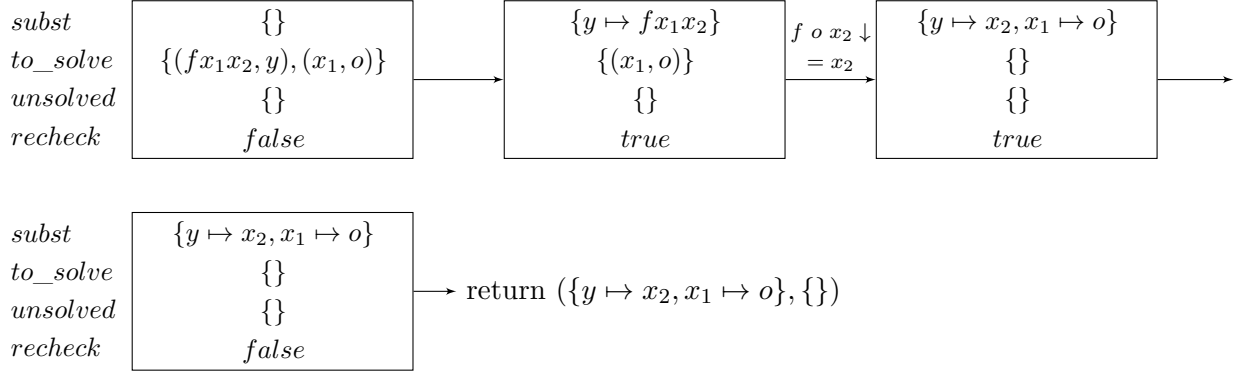 subst {} {y ↦ fx₁x₂} {y ↦ x₂, x₁ ↦ o}
to_solve {(fx₁x₂, y), (x₁, o)} {(x₁, o)} f o x₂ ↓ = x₂ {}
unsolved {} {} {}
recheck false true true
subst {y ↦ x₂, x₁ ↦ o}
to_solve {}
unsolved {} return ({y ↦ x₂, x₁ ↦ o}, {})
recheck false